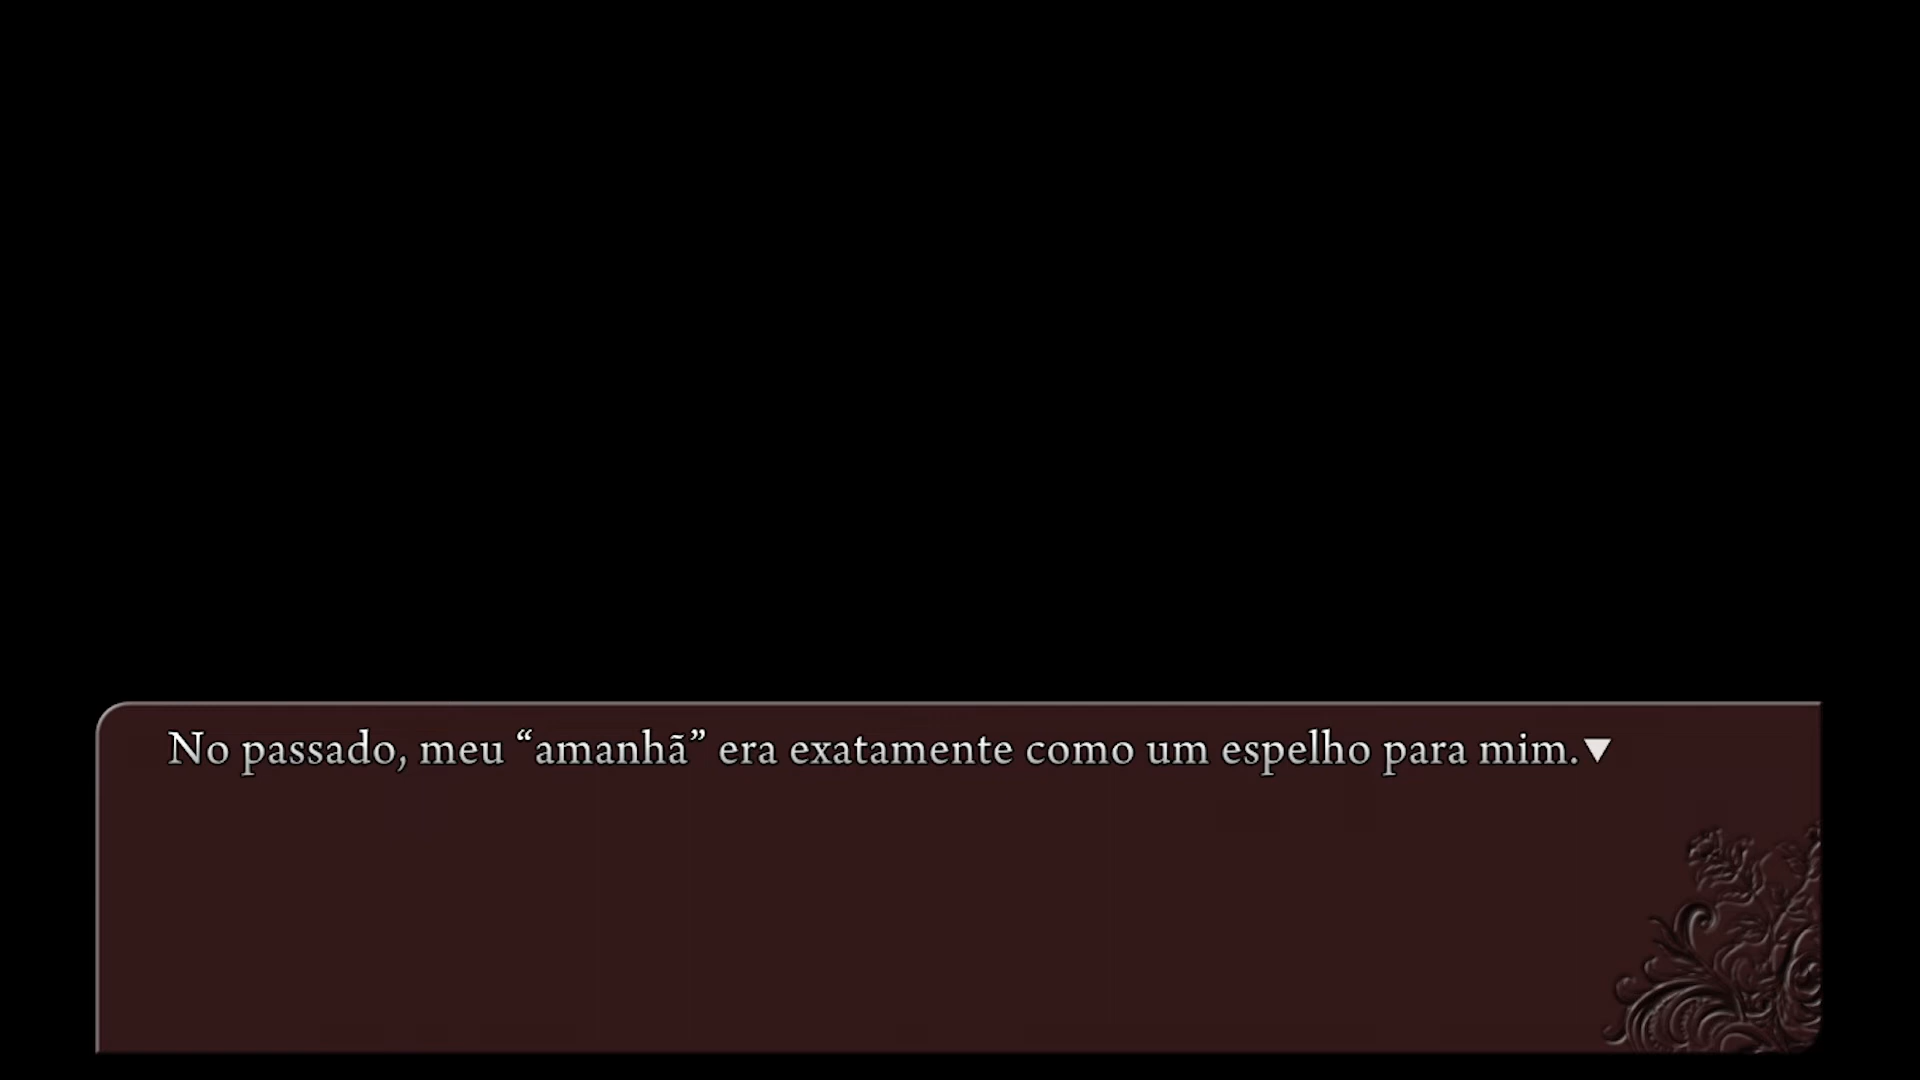 No passado, meu “amanhã” era exatamente como um espelho para mim.▼